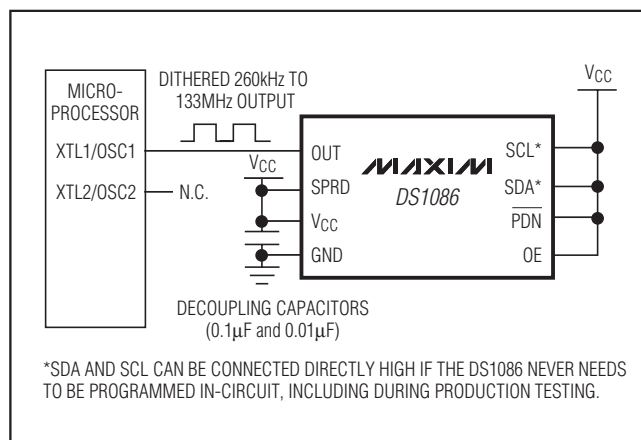 DITHERED 260kHz TO
133MHz OUTPUT
MICRO-
PROCESSOR
XTL1/OSC1
XTL2/OSC2
N.C.
VCC
OUT
SPRD
VCC
GND
MAXIM
DS1086
SCL*
SDA*
PDN
OE
VCC
DECOUPLING CAPACITORS
(0.1µF and 0.01µF)
*SDA AND SCL CAN BE CONNECTED DIRECTLY HIGH IF THE DS1086 NEVER NEEDS
TO BE PROGRAMMED IN-CIRCUIT, INCLUDING DURING PRODUCTION TESTING.